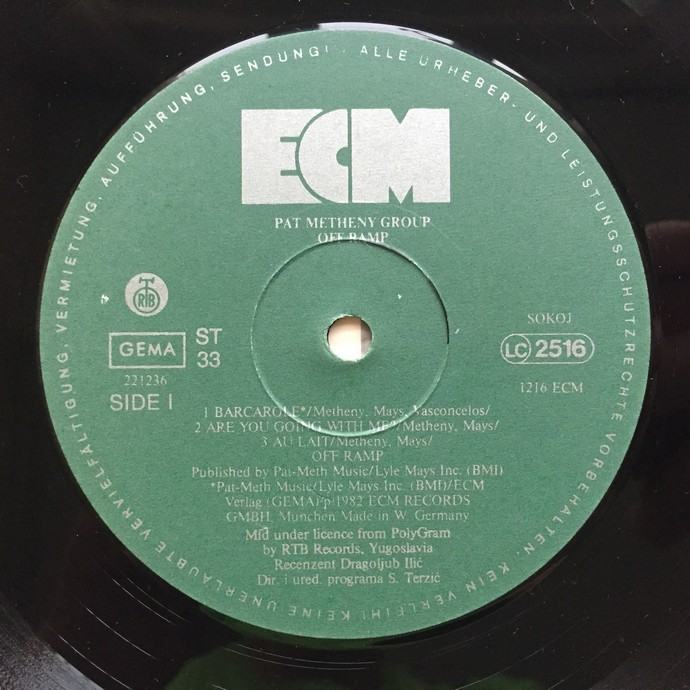 NG, VERMIETUNG, AUFFÜHRUNG, SENDUNG! ALLE URHEBER- UND LEISTUNGSSCHUTZRECHTE VORBEHALTEN. KEIN VERLEIH! KEINE UNERLAUBTE VERVIELFÄLTIGU
ECM
PAT METHENY GROUP
OFF RAMP
RTB
SOKOJ
GEMA
ST
33
LC 2516
221236
SIDE I
1216 ECM
1 BARCAROLE*/Metheny, Mays, Vasconcelos/
2 ARE YOU GOING WITH ME? Metheny, Mays/
3 AU LAIT/Metheny, Mays/
OFF RAMP
Published by Pat-Meth Music/Lyle Mays Inc. (BMI)
*Pat-Meth Music/Lyle Mays Inc. (BMI)/ECM
Verlag (GEMA) p 1982 ECM RECORDS
GMBH, Munchen Made in W. Germany
Mfd under licence from PolyGram
by RTB Records, Yugoslavia
Recenzent Dragoljub Ilić
Dir. i ured. programa S. Terzić